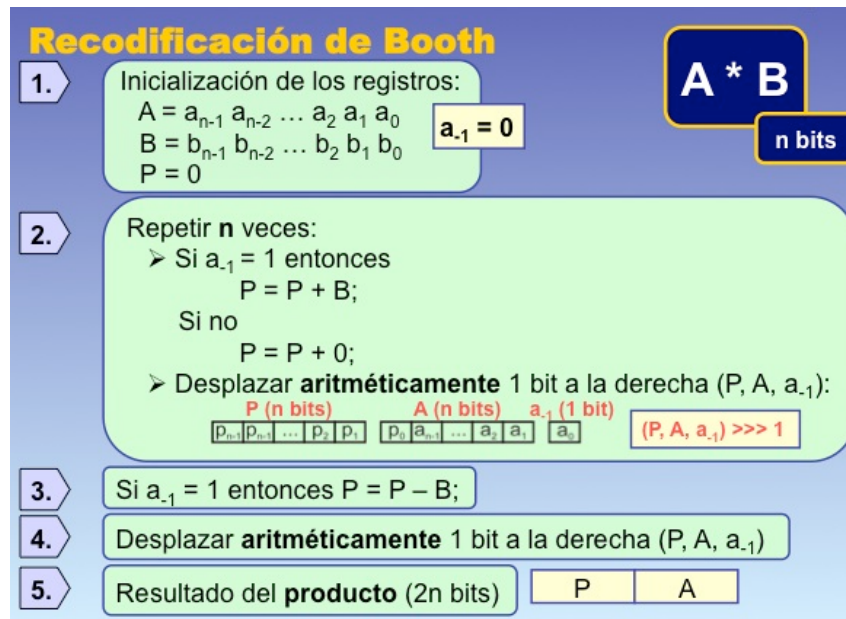 Recodificación de Booth
A * B
n bits
1.
Inicialización de los registros:
A = aₙ₋₁ aₙ₋₂ … a₂ a₁ a₀
B = bₙ₋₁ bₙ₋₂ … b₂ b₁ b₀
P = 0
a₋₁ = 0
2.
Repetir n veces:
➢ Si a₋₁ = 1 entonces
P = P + B;
Si no
P = P + 0;
➢ Desplazar aritméticamente 1 bit a la derecha (P, A, a₋₁):
P (n bits) A (n bits) a₋₁ (1 bit)
pₙ₋₁ pₙ₋₁ … p₂ p₁ p₀ aₙ₋₁ … a₂ a₁ a₀
(P, A, a₋₁) >>> 1
3.
Si a₋₁ = 1 entonces P = P – B;
4.
Desplazar aritméticamente 1 bit a la derecha (P, A, a₋₁)
5.
Resultado del producto (2n bits)
P A